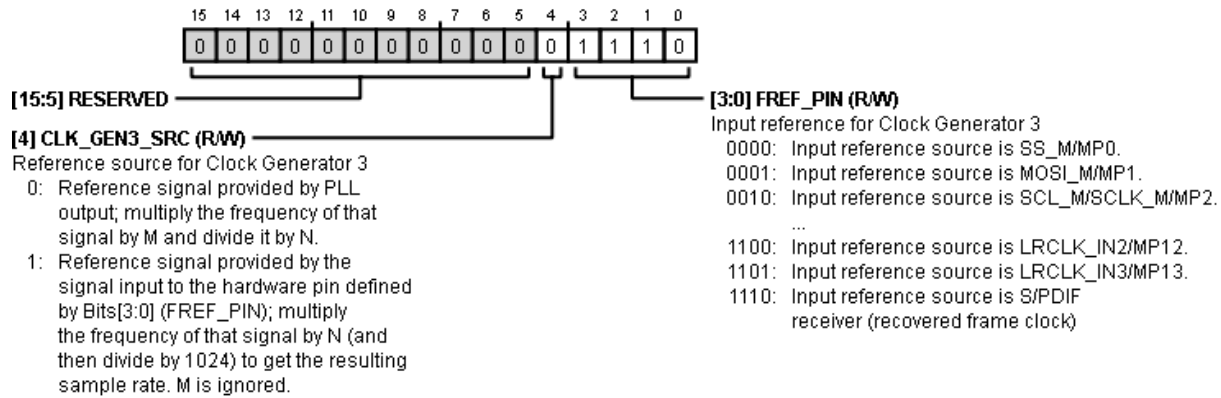 15 14 13 12 11 10 9 8 7 6 5 4 3 2 1 0
0 0 0 0 0 0 0 0 0 0 0 0 1 1 1 0
[15:5] RESERVED
[4] CLK_GEN3_SRC (R/W)
Reference source for Clock Generator 3
0: Reference signal provided by PLL
output; multiply the frequency of that
signal by M and divide it by N.
1: Reference signal provided by the
signal input to the hardware pin defined
by Bits[3:0] (FREF_PIN); multiply
the frequency of that signal by N (and
then divide by 1024) to get the resulting
sample rate. M is ignored.
[3:0] FREF_PIN (R/W)
Input reference for Clock Generator 3
0000: Input reference source is SS_M/MP0.
0001: Input reference source is MOSI_M/MP1.
0010: Input reference source is SCL_M/SCLK_M/MP2.
...
1100: Input reference source is LRCLK_IN2/MP12.
1101: Input reference source is LRCLK_IN3/MP13.
1110: Input reference source is S/PDIF
receiver (recovered frame clock)